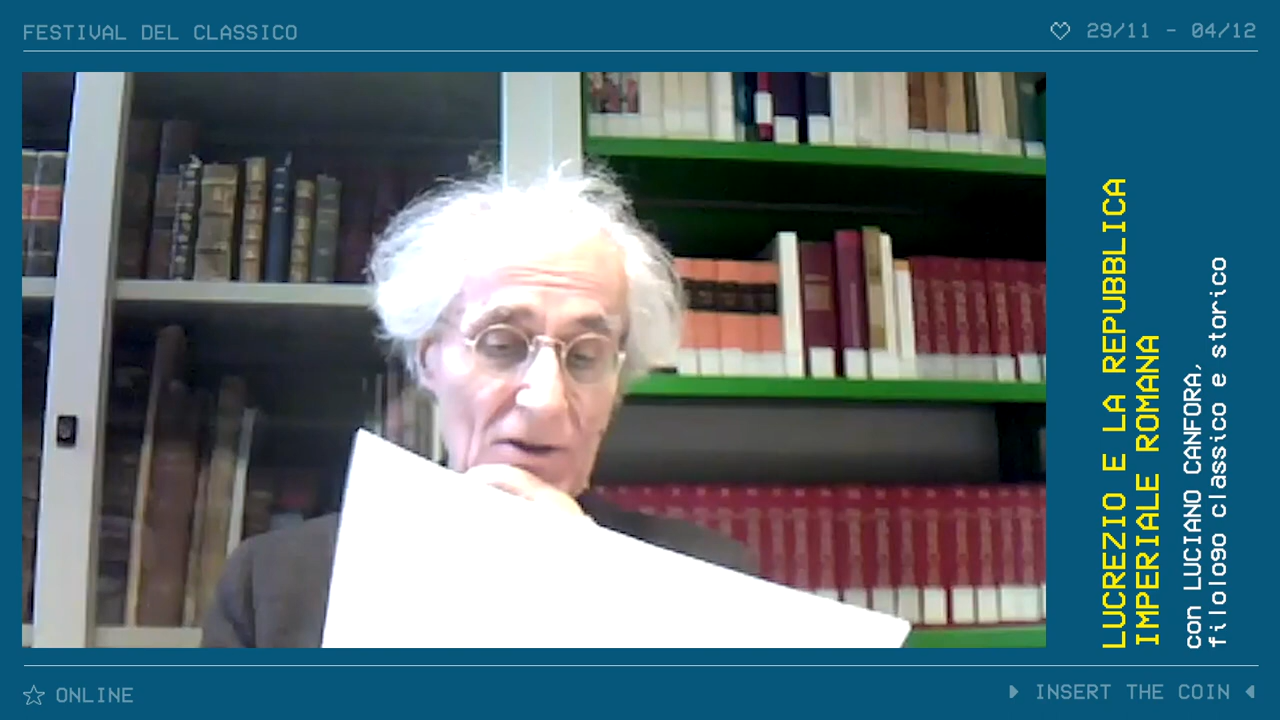 FESTIVAL DEL CLASSICO
29/11 - 04/12
LUCREZIO E LA REPUBBLICA
IMPERIALE ROMANA
con LUCIANO CANFORA,
filologo classico e storico
ONLINE
INSERT THE COIN